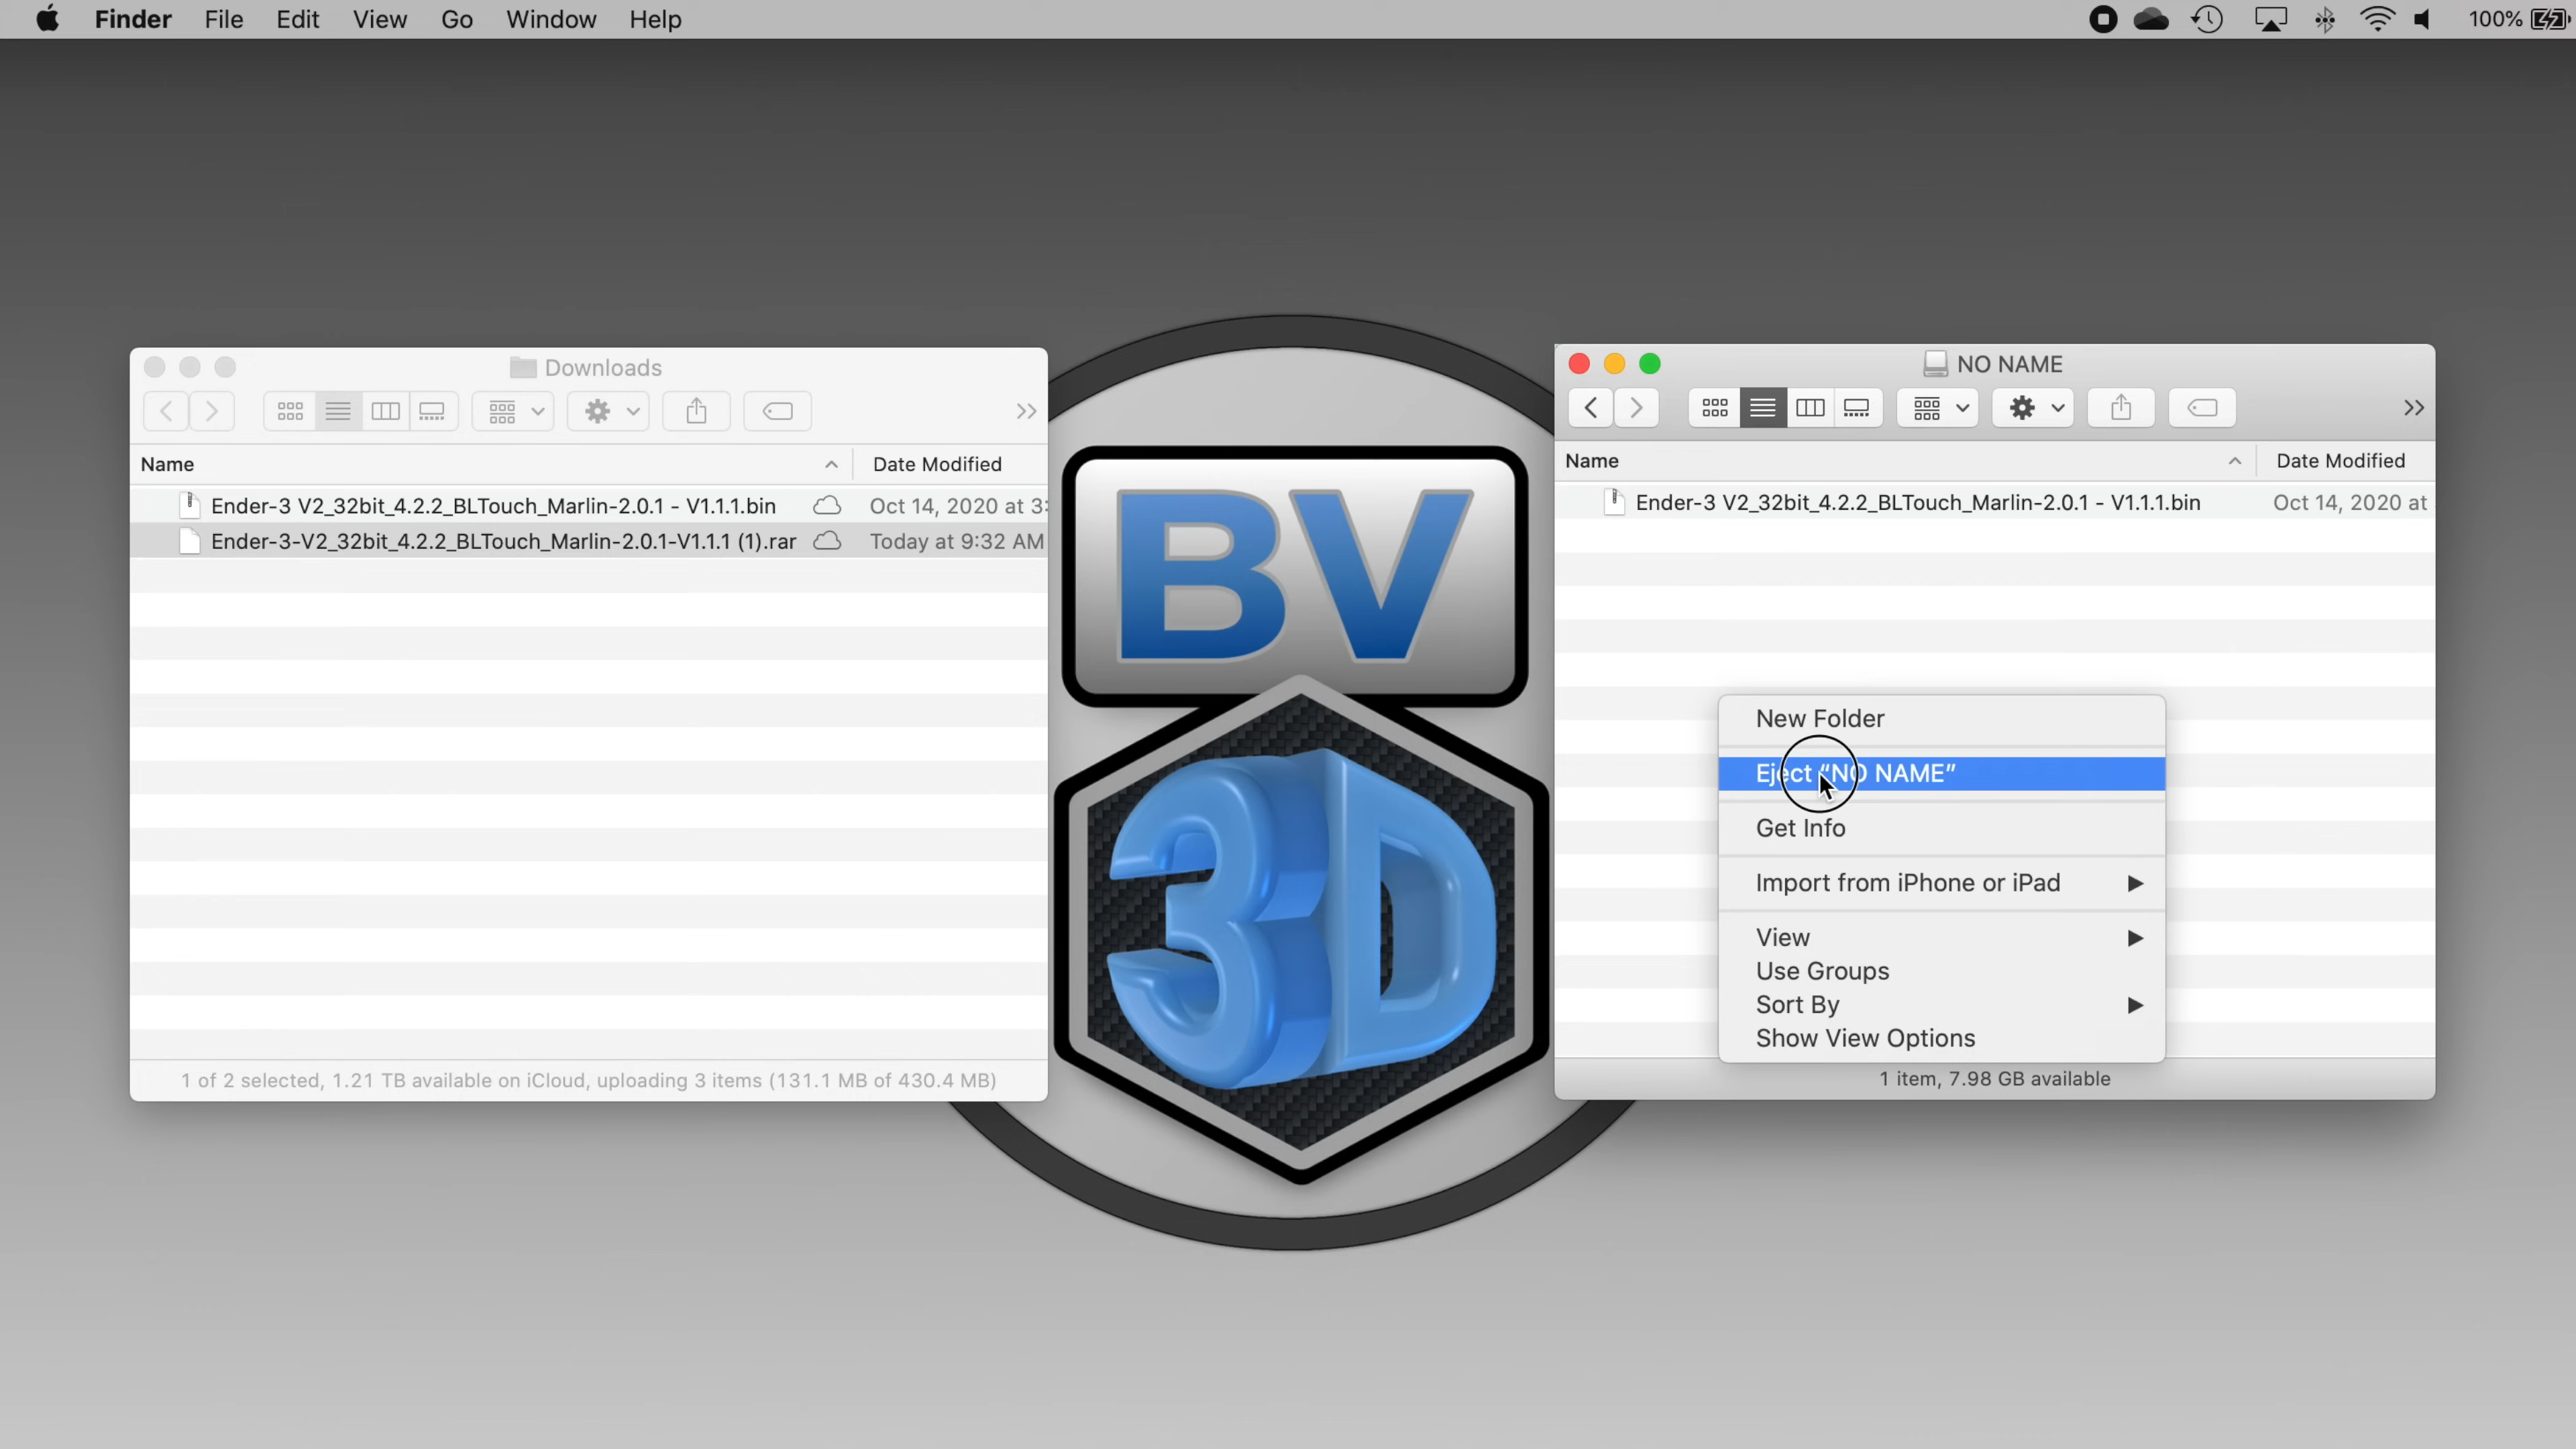 Finder File Edit View Go Window Help 100%
Downloads
Name Date Modified
Ender-3 V2_32bit_4.2.2_BLTouch_Marlin-2.0.1 - V1.1.1.bin Oct 14, 2020 at 3:
Ender-3-V2_32bit_4.2.2_BLTouch_Marlin-2.0.1-V1.1.1 (1).rar Today at 9:32 AM
1 of 2 selected, 1.21 TB available on iCloud, uploading 3 items (131.1 MB of 430.4 MB)
BV
3D
NO NAME
Name Date Modified
Ender-3 V2_32bit_4.2.2_BLTouch_Marlin-2.0.1 - V1.1.1.bin Oct 14, 2020 at
New Folder
Eject “NO NAME”
Get Info
Import from iPhone or iPad
View
Use Groups
Sort By
Show View Options
1 item, 7.98 GB available